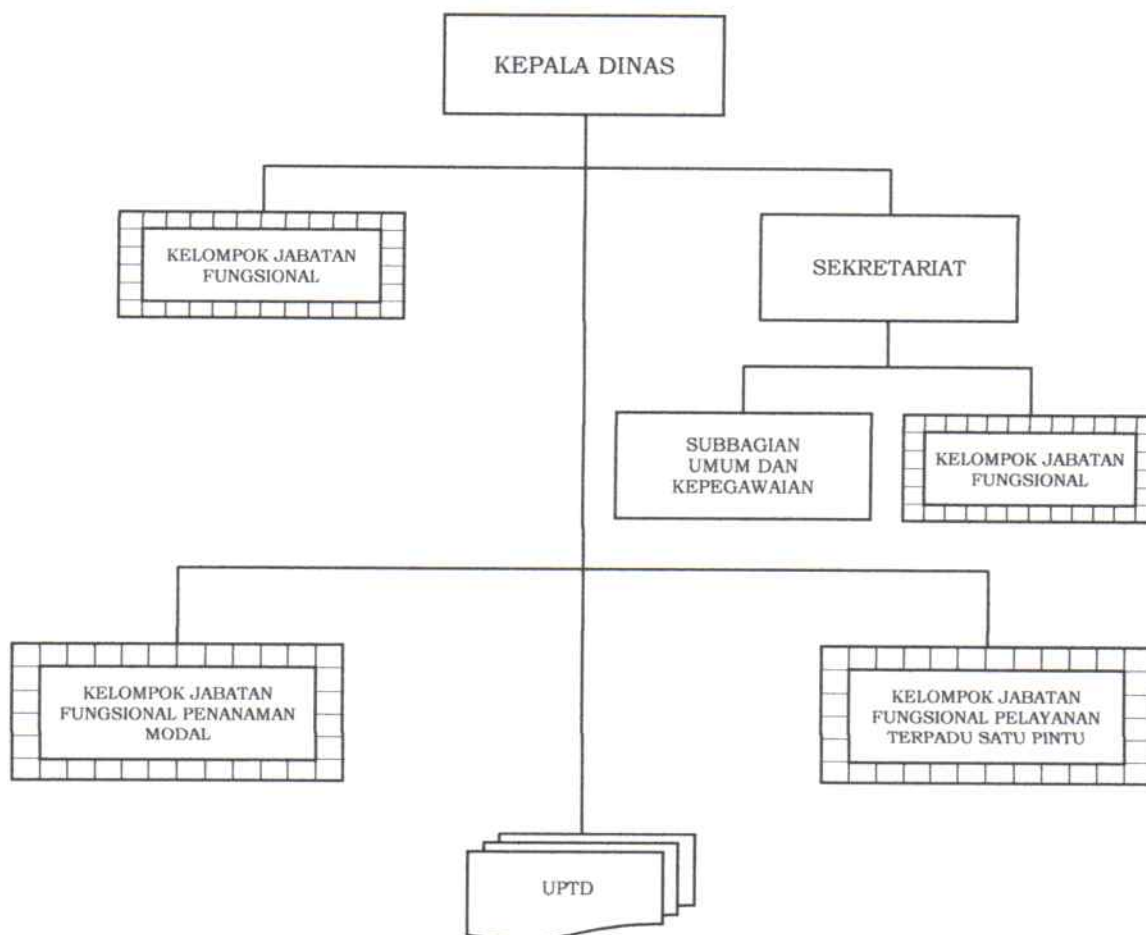 KEPALA DINAS
KELOMPOK JABATAN
FUNGSIONAL
SEKRETARIAT
SUBBAGIAN
UMUM DAN
KEPEGAWAIAN
KELOMPOK JABATAN
FUNGSIONAL
KELOMPOK JABATAN
FUNGSIONAL PENANAMAN
MODAL
KELOMPOK JABATAN
FUNGSIONAL PELAYANAN
TERPADU SATU PINTU
UPTD